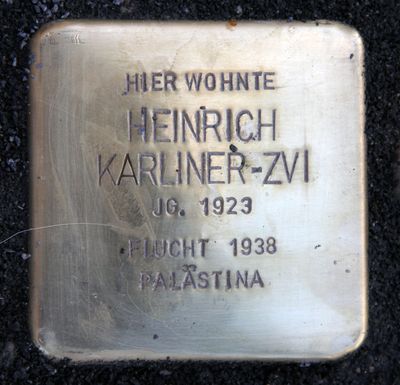 HIER WOHNTE
HEINRICH
KARLINER-ZVI
JG. 1923
FLUCHT 1938
PALÄSTINA